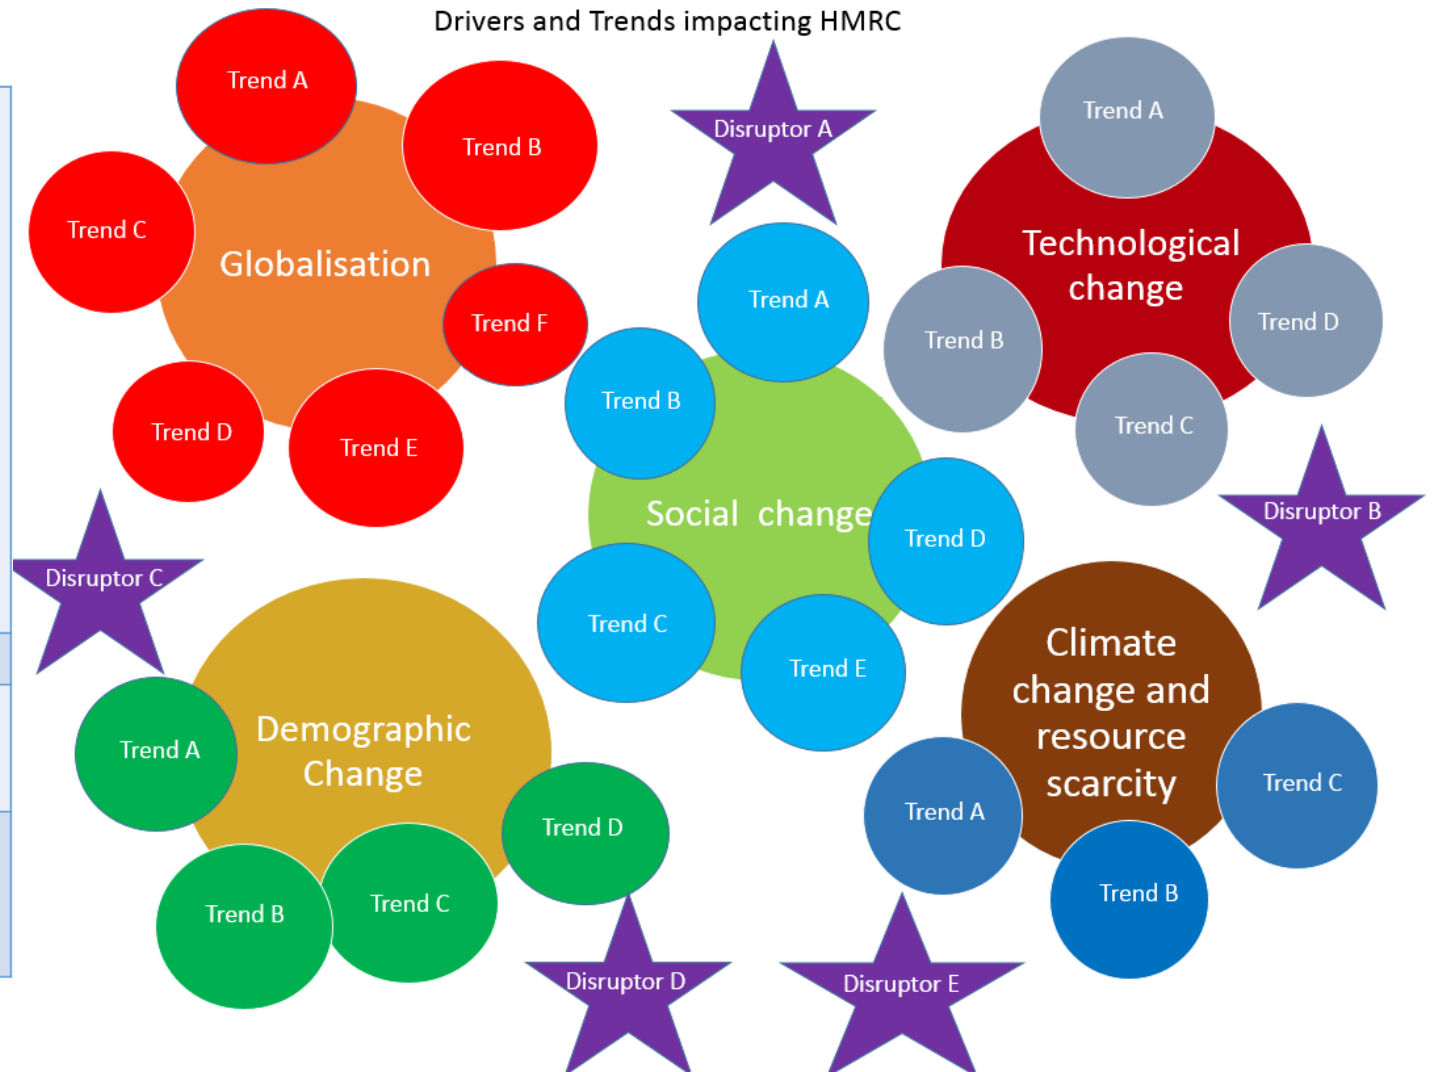 Drivers and Trends impacting HMRC
Trend A
Trend B
Trend C
Globalisation
Trend F
Trend D
Trend E
Disruptor A
Trend A
Technological
change
Trend B
Trend D
Trend C
Trend A
Trend B
Social change
Trend D
Trend C
Trend E
Disruptor B
Disruptor C
Demographic
Change
Trend A
Trend D
Trend B
Trend C
Climate
change and
resource
scarcity
Trend A
Trend C
Trend B
Disruptor D
Disruptor E